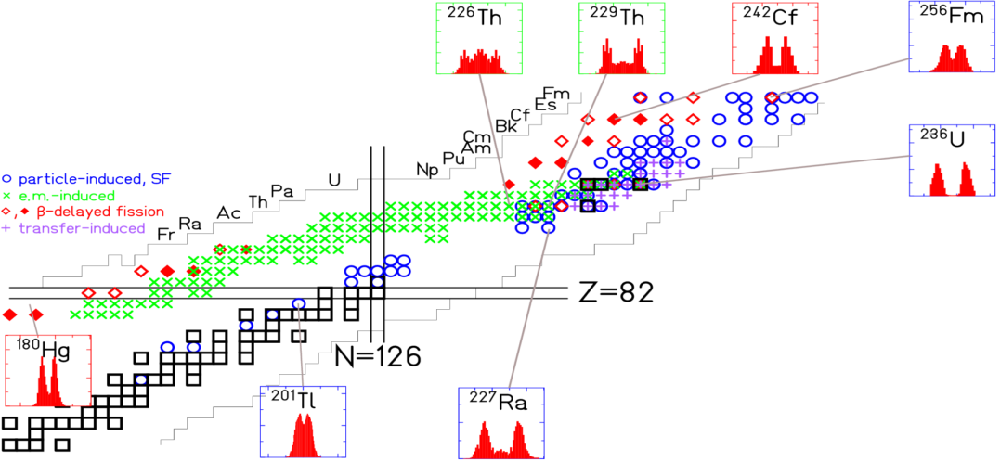 226Th
229Th
242Cf
256Fm
Fm
Es
Cf
Bk
Cm
Am
Pu
Np
U
Pa
Th
Ac
Ra
Fr
236U
particle-induced, SF
e.m.-induced
, β-delayed fission
transfer-induced
Z=82
180Hg
N=126
201Tl
227Ra